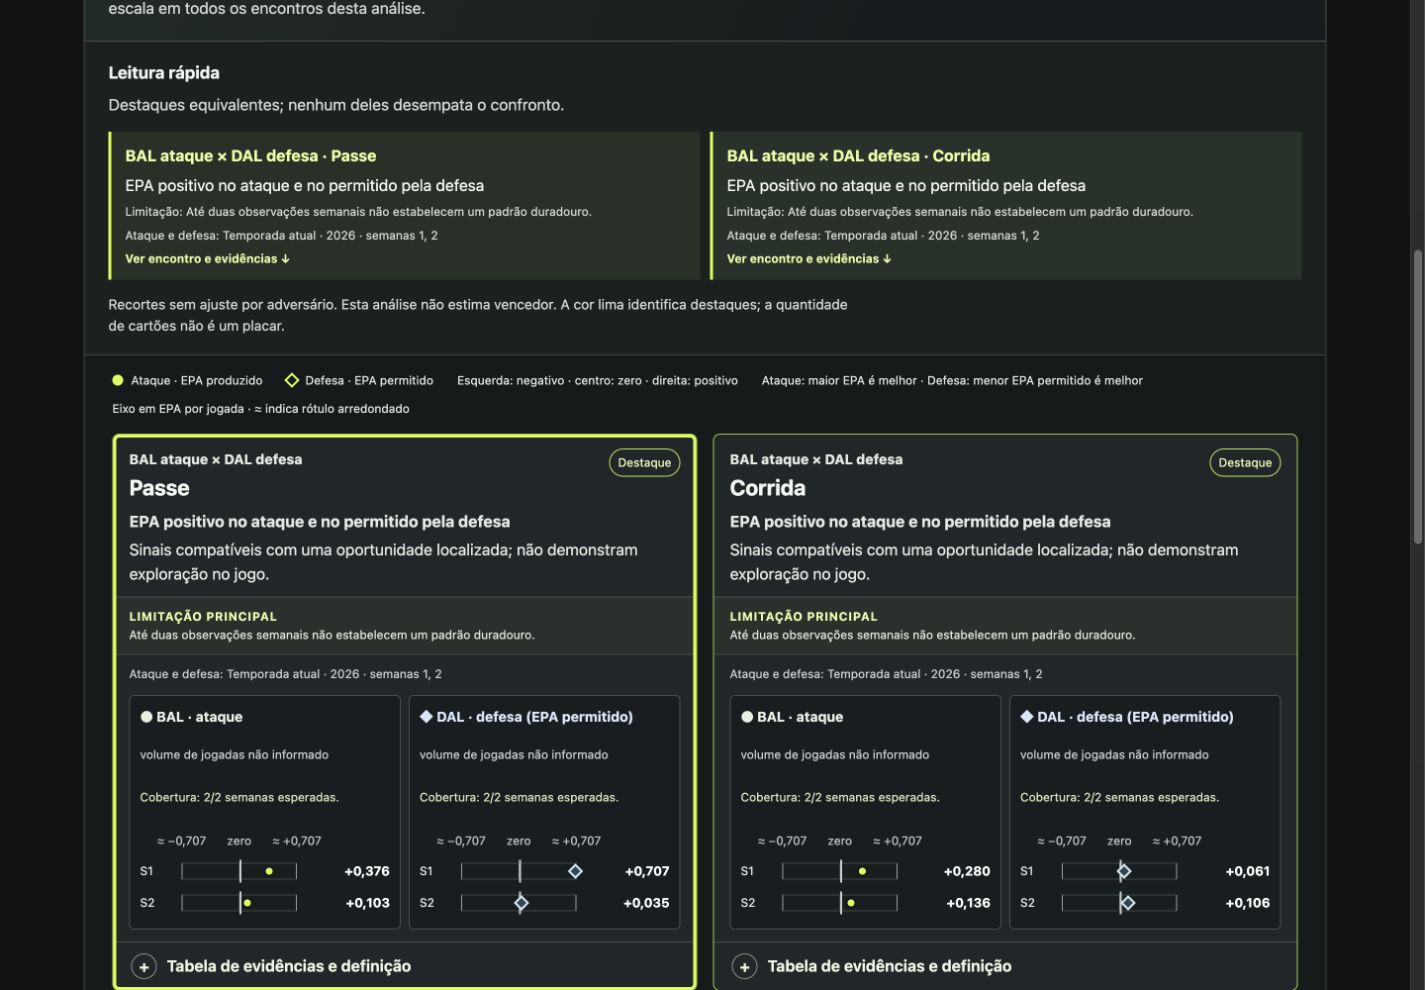 escala em todos os encontros desta análise.
Leitura rápida
Destaques equivalentes; nenhum deles desempata o confronto.
BAL ataque × DAL defesa · Passe
EPA positivo no ataque e no permitido pela defesa
Limitação: Até duas observações semanais não estabelecem um padrão duradouro.
Ataque e defesa: Temporada atual · 2026 · semanas 1, 2
Ver encontro e evidências ↓
BAL ataque × DAL defesa · Corrida
EPA positivo no ataque e no permitido pela defesa
Limitação: Até duas observações semanais não estabelecem um padrão duradouro.
Ataque e defesa: Temporada atual · 2026 · semanas 1, 2
Ver encontro e evidências ↓
Recortes sem ajuste por adversário. Esta análise não estima vencedor. A cor lima identifica destaques; a quantidade
de cartões não é um placar.
Ataque · EPA produzido
Defesa · EPA permitido
Esquerda: negativo · centro: zero · direita: positivo
Ataque: maior EPA é melhor · Defesa: menor EPA permitido é melhor
Eixo em EPA por jogada · ≈ indica rótulo arredondado
BAL ataque × DAL defesa
Destaque
Passe
EPA positivo no ataque e no permitido pela defesa
Sinais compatíveis com uma oportunidade localizada; não demonstram
exploração no jogo.
LIMITAÇÃO PRINCIPAL
Até duas observações semanais não estabelecem um padrão duradouro.
Ataque e defesa: Temporada atual · 2026 · semanas 1, 2
BAL · ataque
volume de jogadas não informado
Cobertura: 2/2 semanas esperadas.
≈ −0,707 zero ≈ +0,707
S1 +0,376
S2 +0,103
DAL · defesa (EPA permitido)
volume de jogadas não informado
Cobertura: 2/2 semanas esperadas.
≈ −0,707 zero ≈ +0,707
S1 +0,707
S2 +0,035
+ Tabela de evidências e definição
BAL ataque × DAL defesa
Destaque
Corrida
EPA positivo no ataque e no permitido pela defesa
Sinais compatíveis com uma oportunidade localizada; não demonstram
exploração no jogo.
LIMITAÇÃO PRINCIPAL
Até duas observações semanais não estabelecem um padrão duradouro.
Ataque e defesa: Temporada atual · 2026 · semanas 1, 2
BAL · ataque
volume de jogadas não informado
Cobertura: 2/2 semanas esperadas.
≈ −0,707 zero ≈ +0,707
S1 +0,280
S2 +0,136
DAL · defesa (EPA permitido)
volume de jogadas não informado
Cobertura: 2/2 semanas esperadas.
≈ −0,707 zero ≈ +0,707
S1 +0,061
S2 +0,106
+ Tabela de evidências e definição